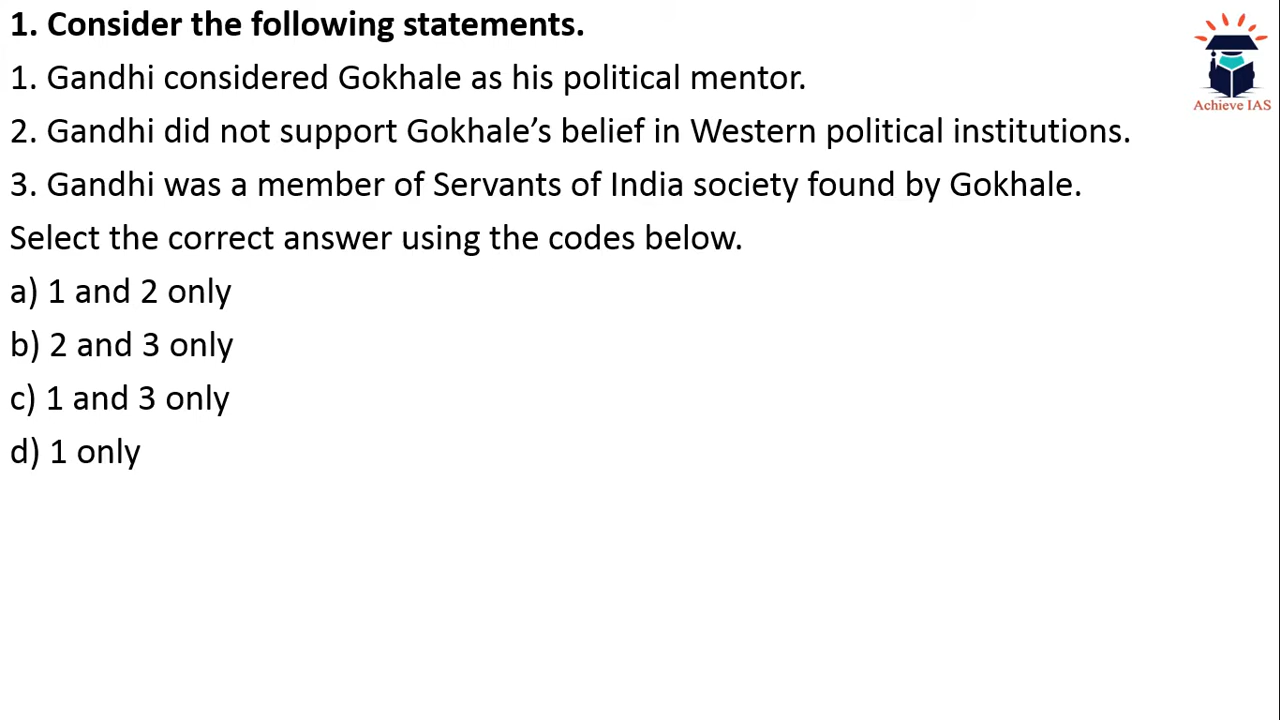 1. Consider the following statements.
1. Gandhi considered Gokhale as his political mentor.
2. Gandhi did not support Gokhale’s belief in Western political institutions.
3. Gandhi was a member of Servants of India society found by Gokhale.
Select the correct answer using the codes below.
a) 1 and 2 only
b) 2 and 3 only
c) 1 and 3 only
d) 1 only
Achieve IAS